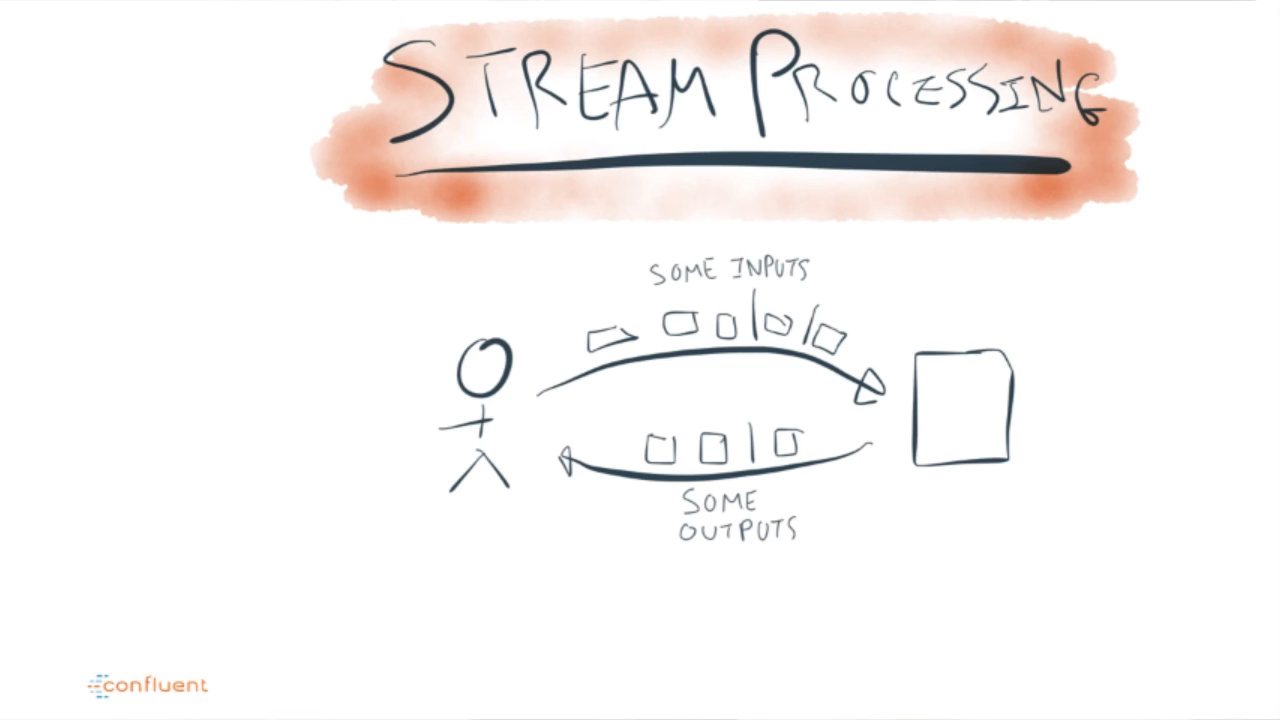 STREAM PROCESSING
SOME INPUTS
SOME
OUTPUTS
confluent